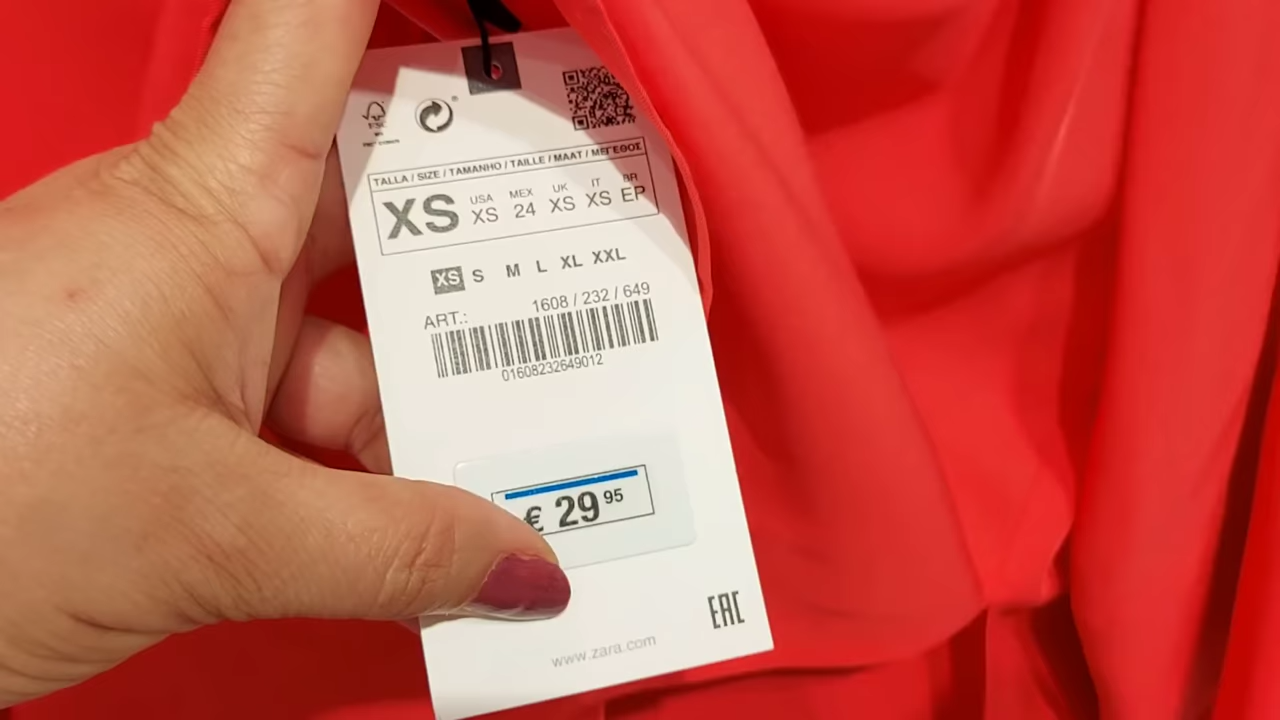 TALLA / SIZE / TAMANHO / TAILLE / MAAT / ΜΕΓΕΘΟΣ
XS USA XS MEX 24 UK XS IT XS BR EP
XS S M L XL XXL
ART.: 1608 / 232 / 649
01608232649012
€ 29 95
EAC
www.zara.com